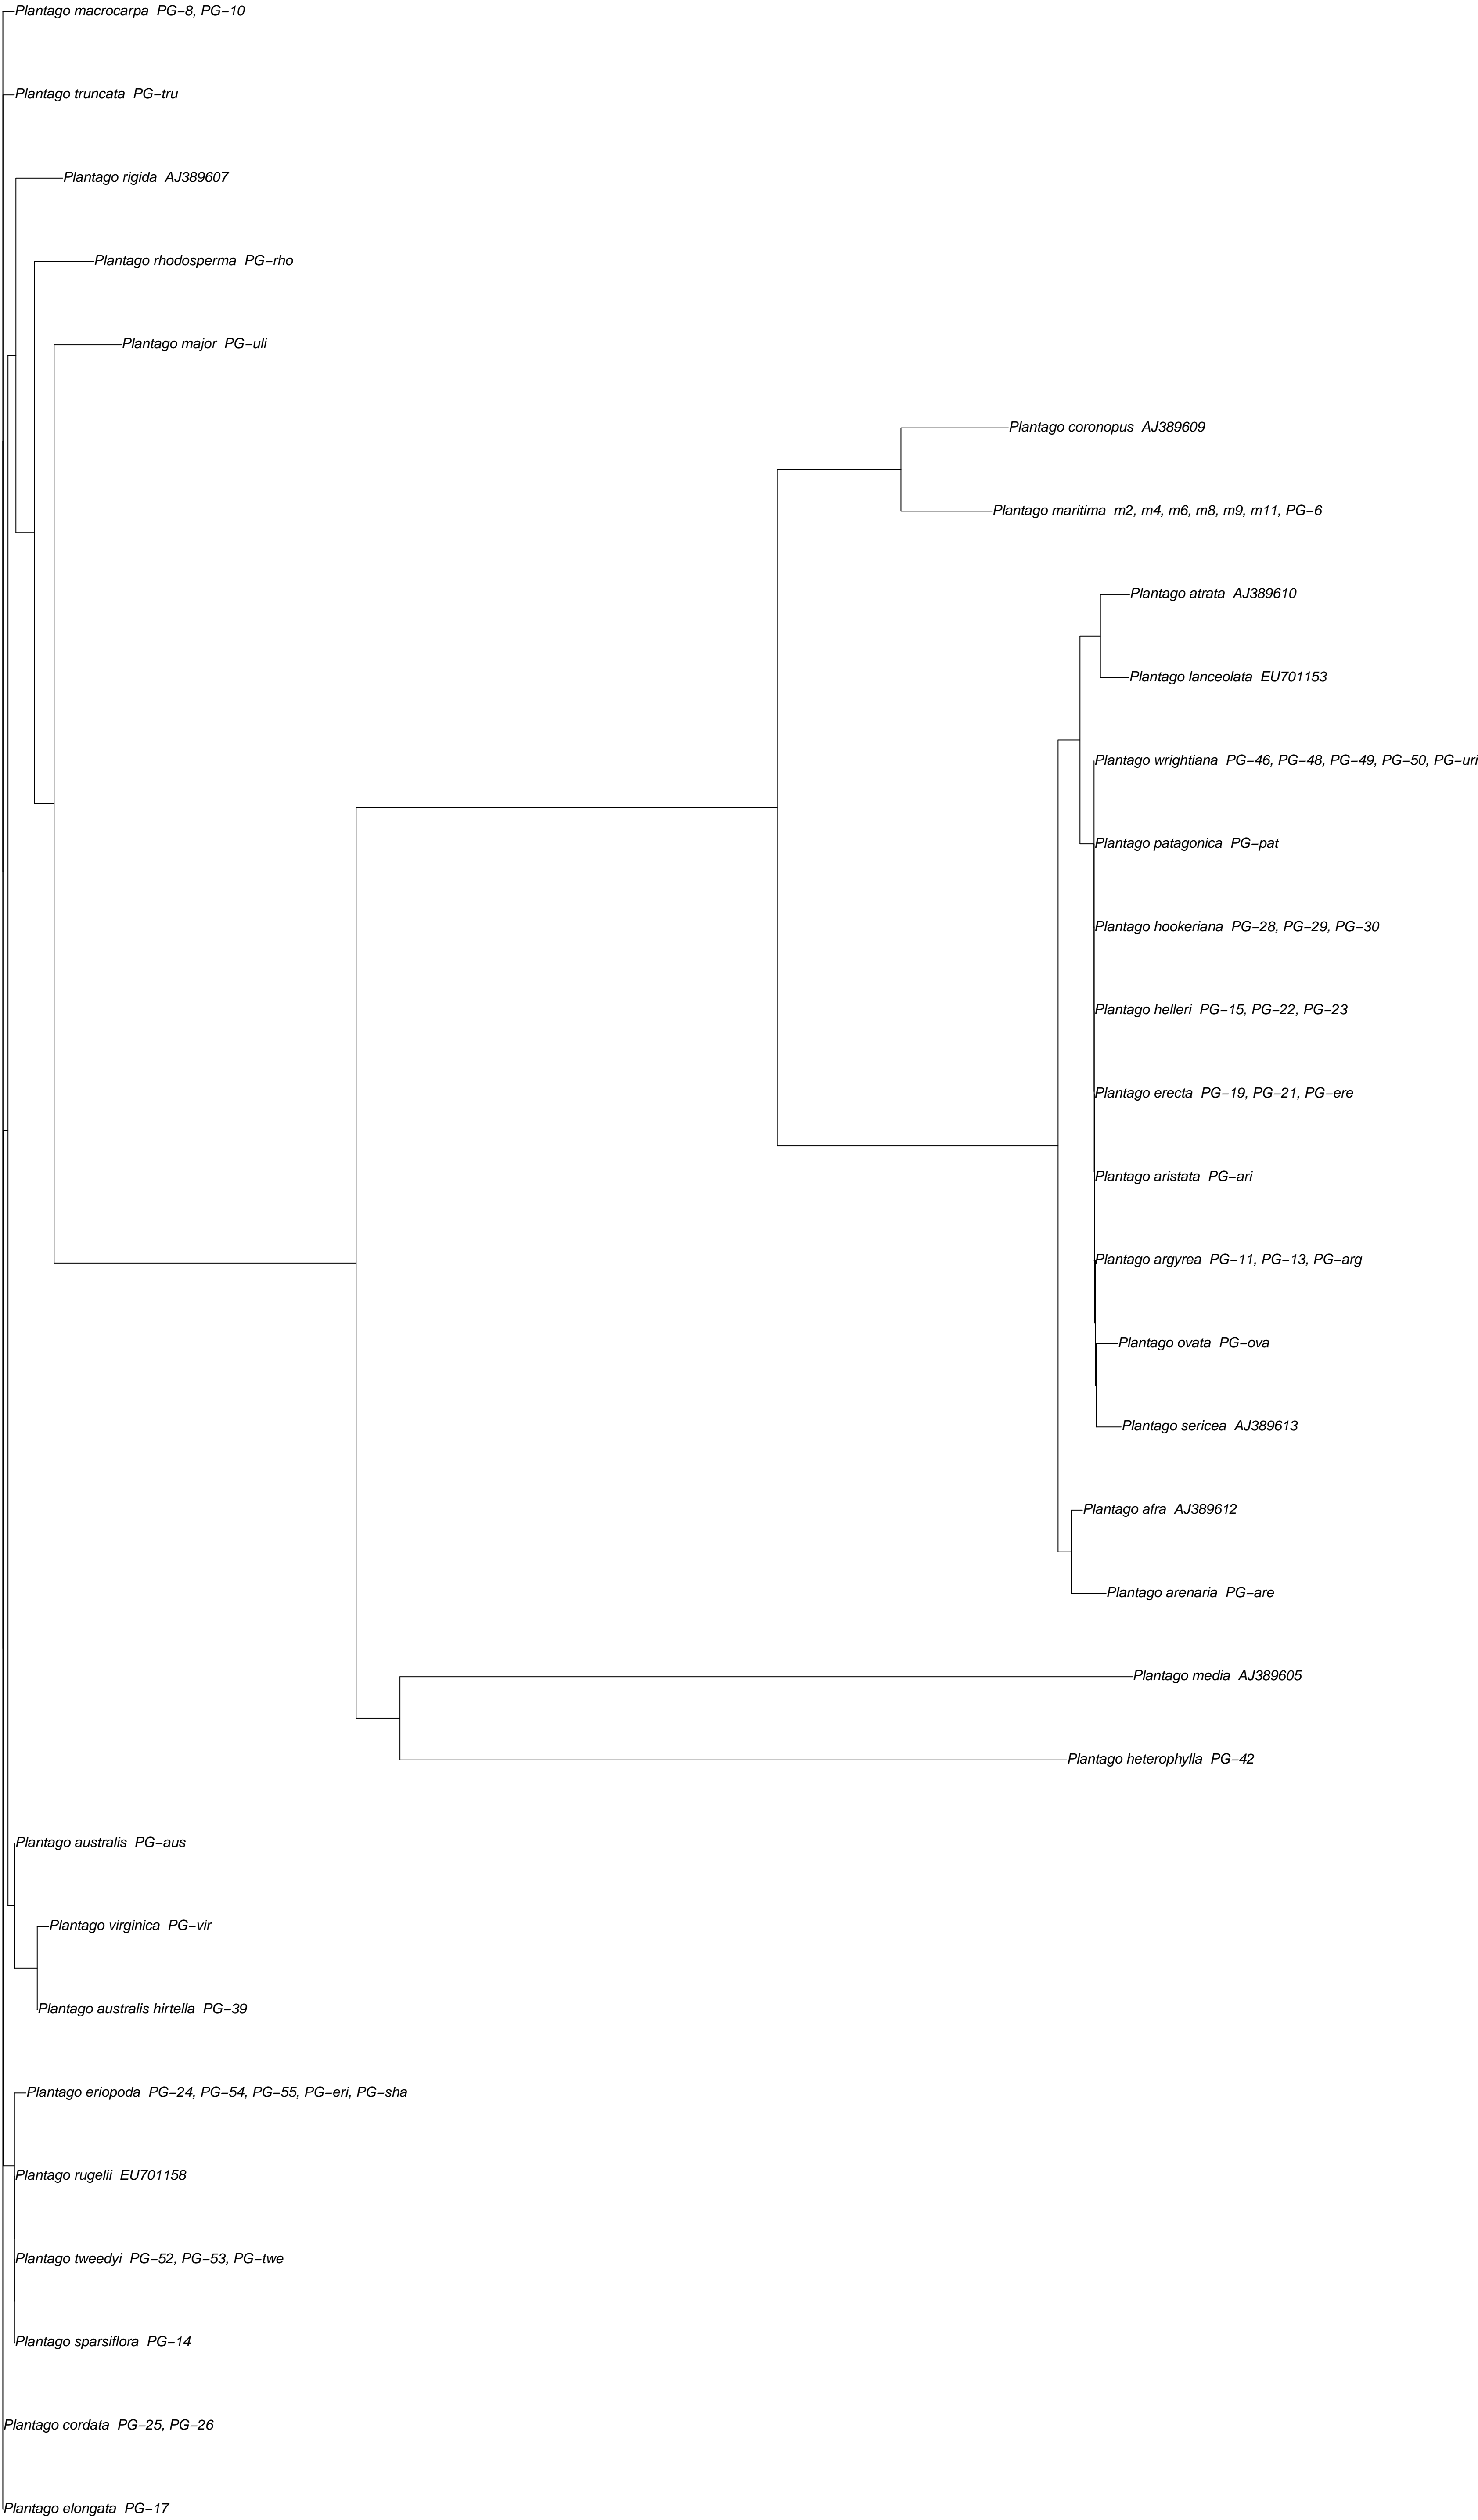 Plantago macrocarpa PG−8, PG−10
Plantago truncata PG−tru
Plantago rigida AJ389607
Plantago rhodosperma PG−rho
Plantago major PG−uli
Plantago coronopus AJ389609
Plantago maritima m2, m4, m6, m8, m9, m11, PG−6
Plantago atrata AJ389610
Plantago lanceolata EU701153
Plantago wrightiana PG−46, PG−48, PG−49, PG−50, PG−uri
Plantago patagonica PG−pat
Plantago hookeriana PG−28, PG−29, PG−30
Plantago helleri PG−15, PG−22, PG−23
Plantago erecta PG−19, PG−21, PG−ere
Plantago aristata PG−ari
Plantago argyrea PG−11, PG−13, PG−arg
Plantago ovata PG−ova
Plantago sericea AJ389613
Plantago afra AJ389612
Plantago arenaria PG−are
Plantago media AJ389605
Plantago heterophylla PG−42
Plantago australis PG−aus
Plantago virginica PG−vir
Plantago australis hirtella PG−39
Plantago eriopoda PG−24, PG−54, PG−55, PG−eri, PG−sha
Plantago rugelii EU701158
Plantago tweedyi PG−52, PG−53, PG−twe
Plantago sparsiflora PG−14
Plantago cordata PG−25, PG−26
Plantago elongata PG−17